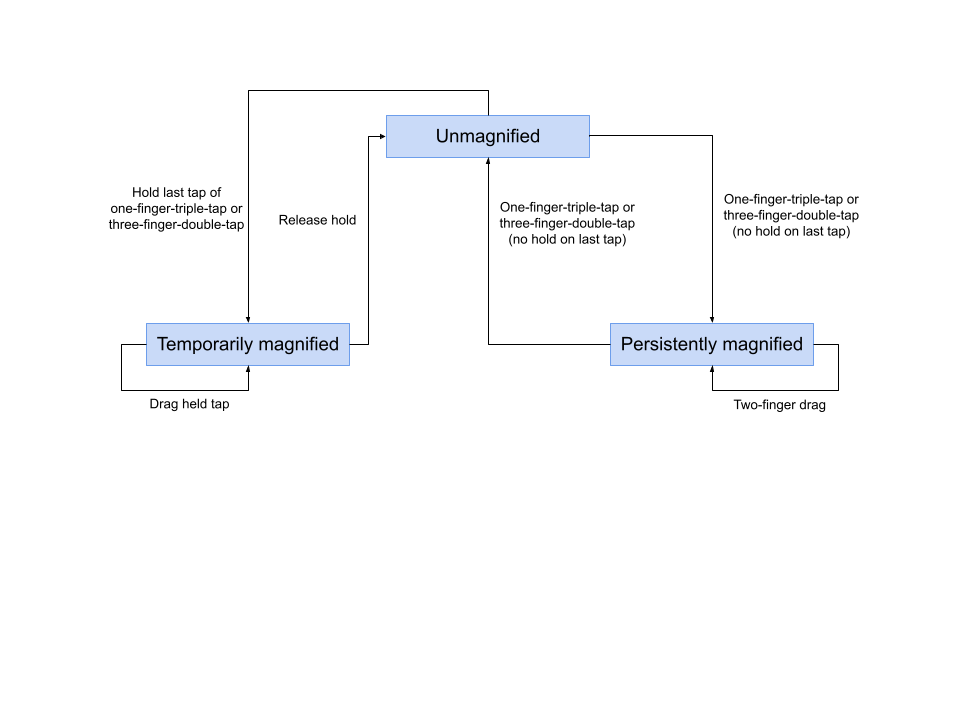 Unmagnified
Hold last tap of
one-finger-triple-tap or
three-finger-double-tap
Release hold
One-finger-triple-tap or
three-finger-double-tap
(no hold on last tap)
One-finger-triple-tap or
three-finger-double-tap
(no hold on last tap)
Temporarily magnified
Persistently magnified
Drag held tap
Two-finger drag